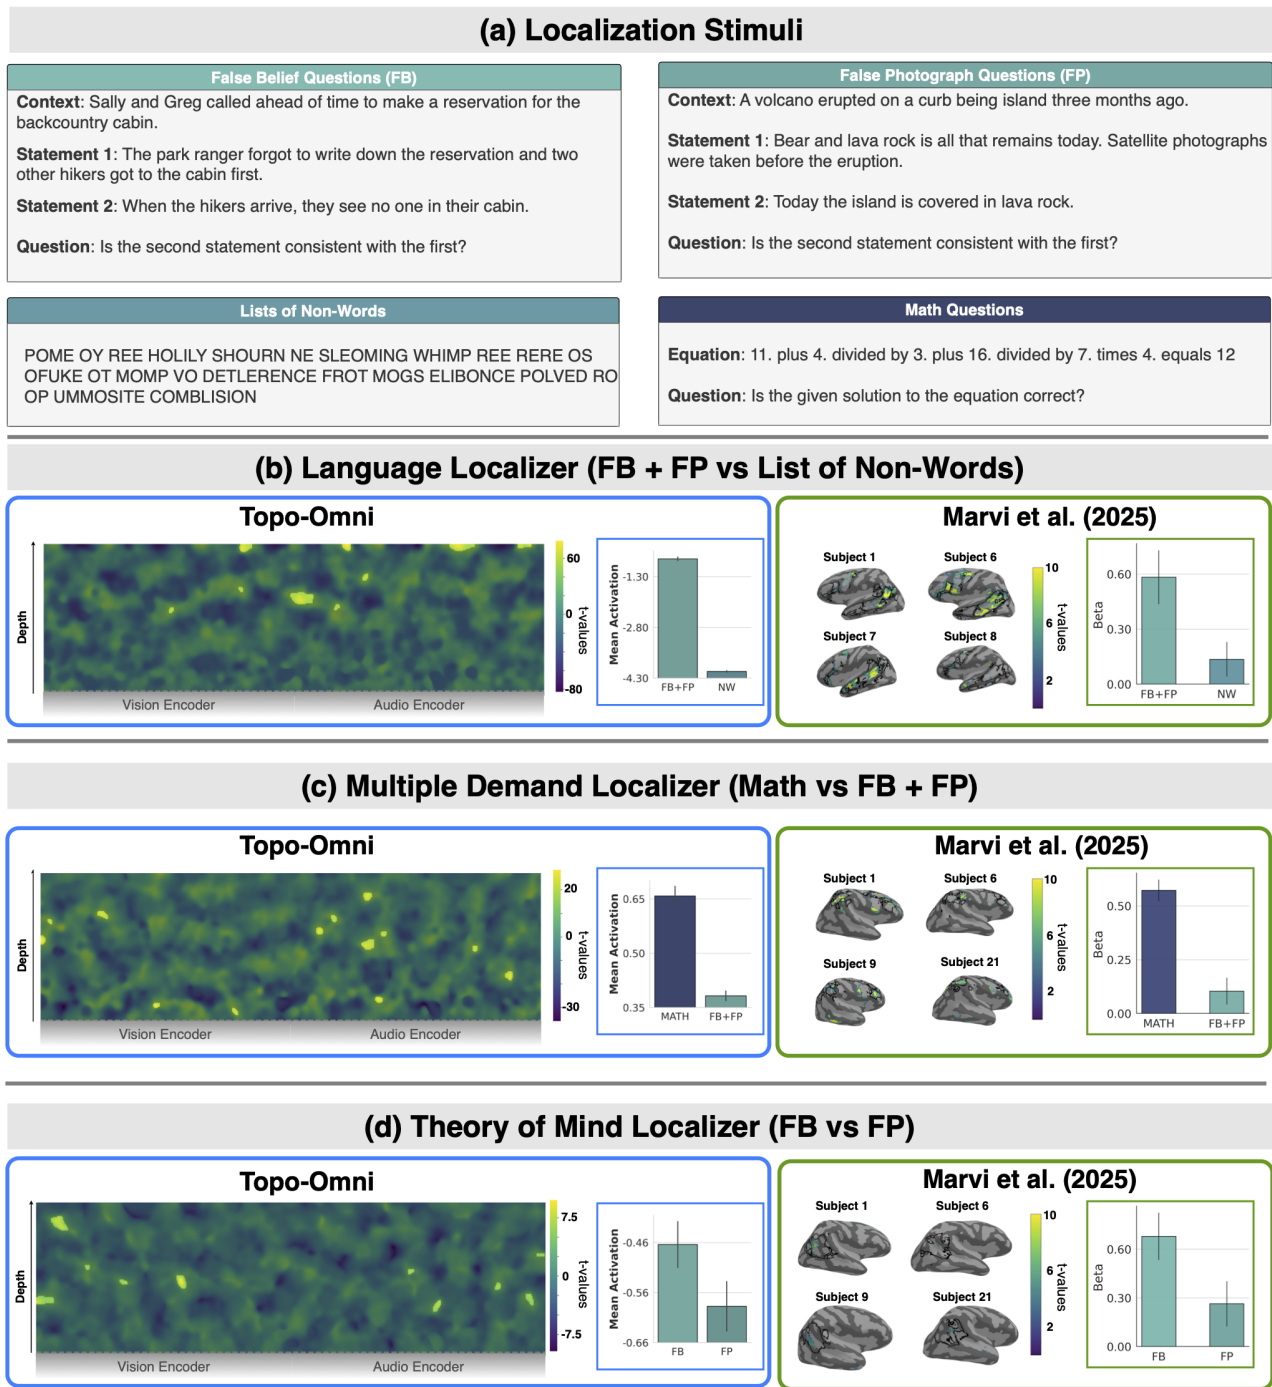 (a) Localization Stimuli
False Belief Questions (FB)
Context: Sally and Greg called ahead of time to make a reservation for the
backcountry cabin.
Statement 1: The park ranger forgot to write down the reservation and two
other hikers got to the cabin first.
Statement 2: When the hikers arrive, they see no one in their cabin.
Question: Is the second statement consistent with the first?
False Photograph Questions (FP)
Context: A volcano erupted on a curb being island three months ago.
Statement 1: Bear and lava rock is all that remains today. Satellite photographs
were taken before the eruption.
Statement 2: Today the island is covered in lava rock.
Question: Is the second statement consistent with the first?
Lists of Non-Words
POME OY REE HOLILY SHOURN NE SLEOMING WHIMP REE RERE OS
OFUKE OT MOMP VO DETLERENCE FROT MOGS ELIBONCE POLVED RO
OP UMMOSITE COMBLISION
Math Questions
Equation: 11. plus 4. divided by 3. plus 16. divided by 7. times 4. equals 12
Question: Is the given solution to the equation correct?
(b) Language Localizer (FB + FP vs List of Non-Words)
Topo-Omni
Depth
Vision Encoder
Audio Encoder
60
0
-80
t-values
Mean Activation
-1.30
-2.80
-4.30
FB+FP
NW
Marvi et al. (2025)
Subject 1
Subject 6
Subject 7
Subject 8
10
6
2
t-values
Beta
0.60
0.30
0.00
FB+FP
NW
(c) Multiple Demand Localizer (Math vs FB + FP)
Topo-Omni
Depth
Vision Encoder
Audio Encoder
20
0
-30
t-values
Mean Activation
0.65
0.50
0.35
MATH
FB+FP
Marvi et al. (2025)
Subject 1
Subject 6
Subject 9
Subject 21
10
6
2
t-values
Beta
0.50
0.25
0.00
MATH
FB+FP
(d) Theory of Mind Localizer (FB vs FP)
Topo-Omni
Depth
Vision Encoder
Audio Encoder
7.5
0
-7.5
t-values
Mean Activation
-0.46
-0.56
-0.66
FB
FP
Marvi et al. (2025)
Subject 1
Subject 6
Subject 9
Subject 21
10
6
2
t-values
Beta
0.60
0.30
0.00
FB
FP